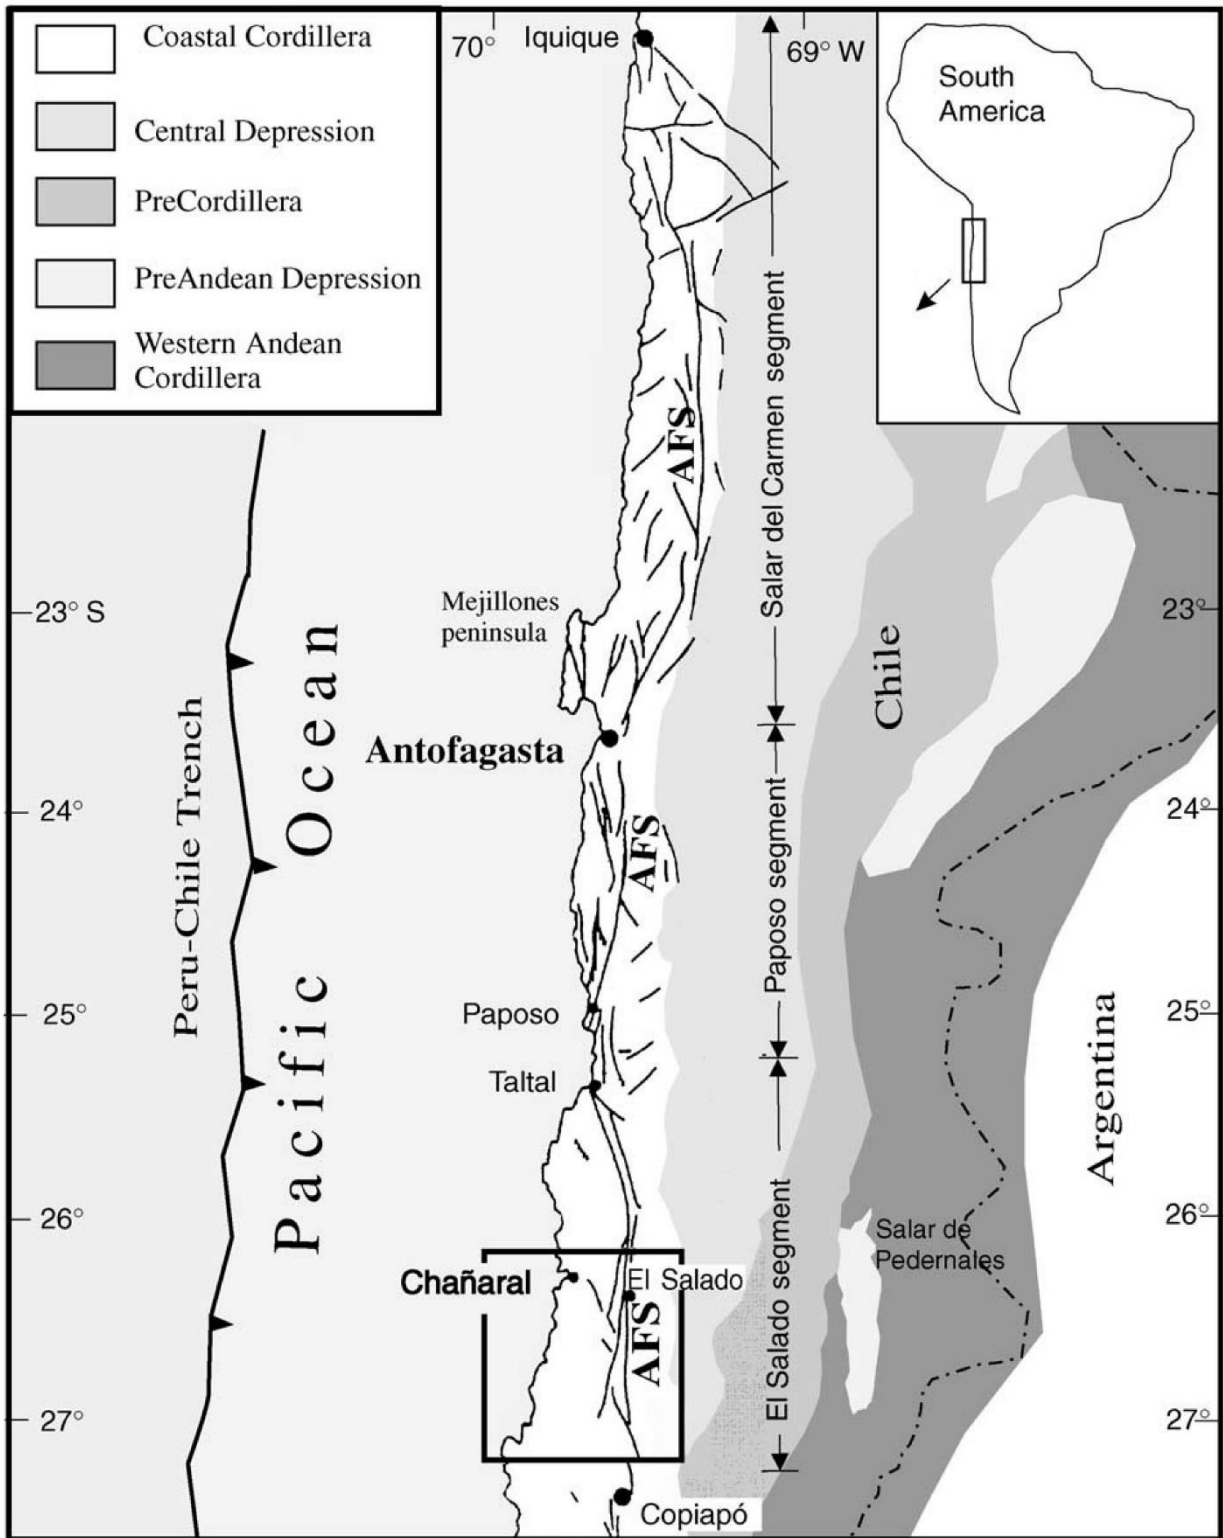 Coastal Cordillera
Central Depression
PreCordillera
PreAndean Depression
Western Andean
Cordillera
70°
69° W
Iquique
South
America
Salar del Carmen segment
AFS
23° S
23°
Mejillones
peninsula
Chile
Pacific Ocean
Peru-Chile Trench
Antofagasta
24°
24°
AFS
Paposo segment
25°
25°
Paposo
Taltal
Argentina
26°
26°
Salar de
Pedernales
El Salado segment
Chañaral
El Salado
AFS
27°
27°
Copiapó